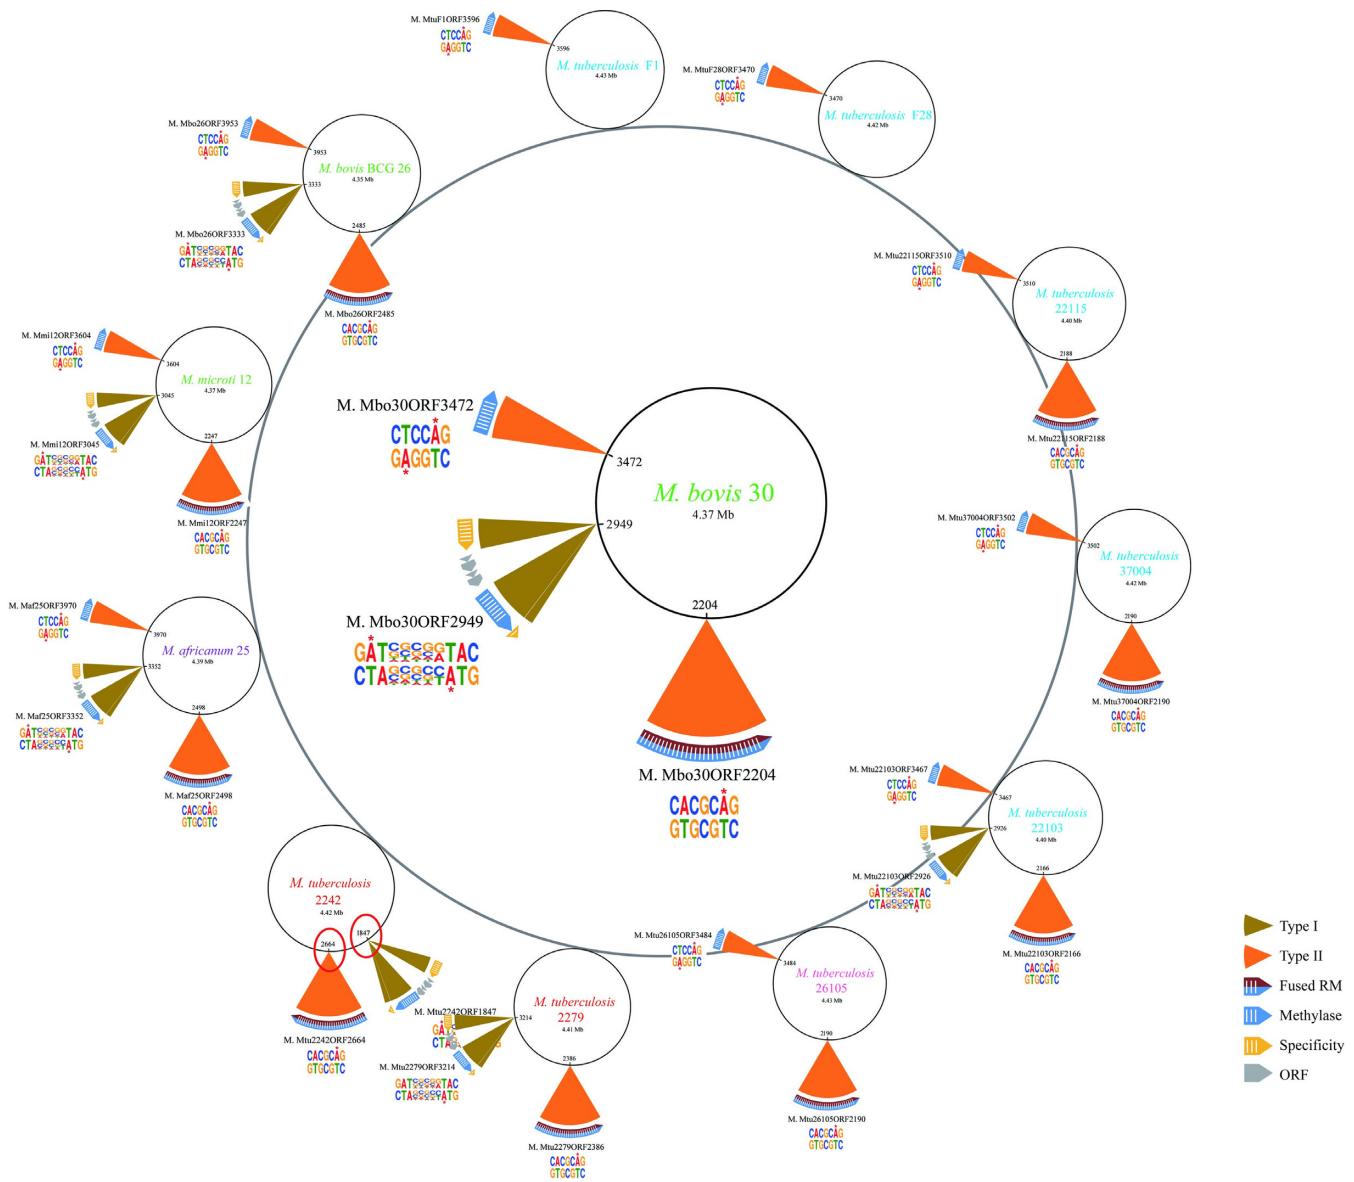 M. MtuF1ORF3596
CTCCAG
GAGGTC
3596
M. tuberculosis F1
4.43 Mb
M. MtuF28ORF3470
CTCCAG
GAGGTC
3470
M. tuberculosis F28
4.42 Mb
M. Mbo26ORF3953
CTCCAG
GAGGTC
3953
M. bovis BCG 26
4.35 Mb
3333
M. Mbo26ORF3333
2485
M. Mbo26ORF2485
CACGCAG
GTGCGTC
M. Mtu22115ORF3510
CTCCAG
GAGGTC
3510
M. tuberculosis
22115
4.40 Mb
2188
M. Mtu22115ORF2188
CACGCAG
GTGCGTC
M. Mmi12ORF3604
CTCCAG
GAGGTC
3604
M. microti 12
4.37 Mb
3045
M. Mmi12ORF3045
2247
M. Mmi12ORF2247
CACGCAG
GTGCGTC
M. Mbo30ORF3472
CTCCAG
GAGGTC
3472
M. bovis 30
4.37 Mb
2949
M. Mbo30ORF2949
2204
M. Mbo30ORF2204
CACGCAG
GTGCGTC
M. Mtu37004ORF3502
CTCCAG
GAGGTC
3502
M. tuberculosis
37004
4.42 Mb
2190
M. Mtu37004ORF2190
CACGCAG
GTGCGTC
M. Maf25ORF3970
CTCCAG
GAGGTC
3970
M. africanum 25
4.39 Mb
3352
M. Maf25ORF3352
2498
M. Maf25ORF2498
CACGCAG
GTGCGTC
M. Mtu22103ORF3467
CTCCAG
GAGGTC
3467
M. tuberculosis
22103
4.40 Mb
2926
M. Mtu22103ORF2926
2166
M. Mtu22103ORF2166
CACGCAG
GTGCGTC
M. tuberculosis
2242
4.42 Mb
2664
1847
M. Mtu2242ORF2664
CACGCAG
GTGCGTC
M. Mtu2242ORF1847
M. tuberculosis
2279
4.41 Mb
3214
M. Mtu2279ORF3214
2386
M. Mtu2279ORF2386
CACGCAG
GTGCGTC
M. Mtu26105ORF3484
CTCCAG
GAGGTC
3484
M. tuberculosis
26105
4.43 Mb
2190
M. Mtu26105ORF2190
CACGCAG
GTGCGTC
Type I
Type II
Fused RM
Methylase
Specificity
ORF